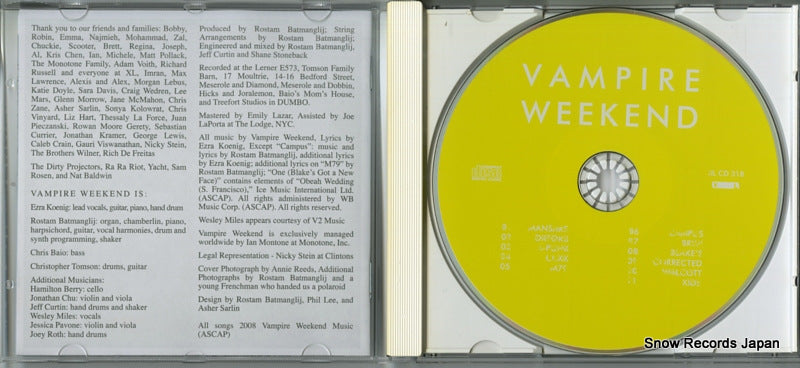 Thank you to our friends and families: Bobby,
Robin, Emma, Najmieh, Mohammad, Zal,
Chuckie, Scooter, Brett, Regina, Joseph,
Al, Kris Chen, Ian, Michele, Matt Pollack,
The Monotone Family, Adam Voith, Richard
Russell and everyone at XL, Imran, Max
Lawrence, Alexis and Alex, Morgan Lebus,
Katie Doyle, Sara Davis, Craig Wedren, Lee
Mars, Glenn Morrow, Jane McMahon, Chris
Zane, Asher Sarlin, Sonya Kolowrat, Chris
Vinyard, Liz Hart, Thessaly La Force, Juan
Pieczanski, Rowan Moore Gerety, Sebastian
Currier, Jonathan Kramer, George Lewis,
Caleb Crain, Gauri Viswanathan, Nicky Stein,
The Brothers Wilner, Rich De Freitas
The Dirty Projectors, Ra Ra Riot, Yacht, Sam
Rosen, and Nat Baldwin
VAMPIRE WEEKEND IS:
Ezra Koenig: lead vocals, guitar, piano, hand drum
Rostam Batmanglij: organ, chamberlin, piano,
harpsichord, guitar, vocal harmonies, drum and
synth programming, shaker
Chris Baio: bass
Christopher Tomson: drums, guitar
Additional Musicians:
Hamilton Berry: cello
Jonathan Chu: violin and viola
Jeff Curtin: hand drums and shaker
Wesley Miles: vocals
Jessica Pavone: violin and viola
Joey Roth: hand drums
Produced by Rostam Batmanglij; String
Arrangements by Rostam Batmanglij;
Engineered and mixed by Rostam Batmanglij,
Jeff Curtin and Shane Stoneback
Recorded at the Lerner E573, Tomson Family
Barn, 17 Moultrie, 14-16 Bedford Street,
Meserole and Diamond, Meserole and Dobbin,
Hicks and Joralemon, Baio's Mom's House,
and Treefort Studios in DUMBO.
Mastered by Emily Lazar, Assisted by Joe
LaPorta at The Lodge, NYC.
All music by Vampire Weekend, Lyrics by
Ezra Koenig, Except "Campus": music and
lyrics by Rostam Batmanglij, additional lyrics by
Ezra Koenig; additional lyrics on "M79" by
Rostam Batmanglij; "One (Blake's Got a New
Face)" contains elements of "Obeah Wedding
(S. Francisco)," Ice Music International Ltd.
(ASCAP). All rights administered by WB
Music Corp. (ASCAP). All rights reserved.
Wesley Miles appears courtesy of V2 Music
Vampire Weekend is exclusively managed
worldwide by Ian Montone at Monotone, Inc.
Legal Representation - Nicky Stein at Clintons
Cover Photograph by Annie Reeds, Additional
Photographs by Rostam Batmanglij and a
young Frenchman who handed us a polaroid
Design by Rostam Batmanglij, Phil Lee, and
Asher Sarlin
All songs 2008 Vampire Weekend Music
(ASCAP)
VAMPIRE
WEEKEND
CD 318
05 M79
06 CAMPUS
07 BRYN
08 BLAKE'S
CORRECTED
WALCOTT
KIDS
Snow Records Japan